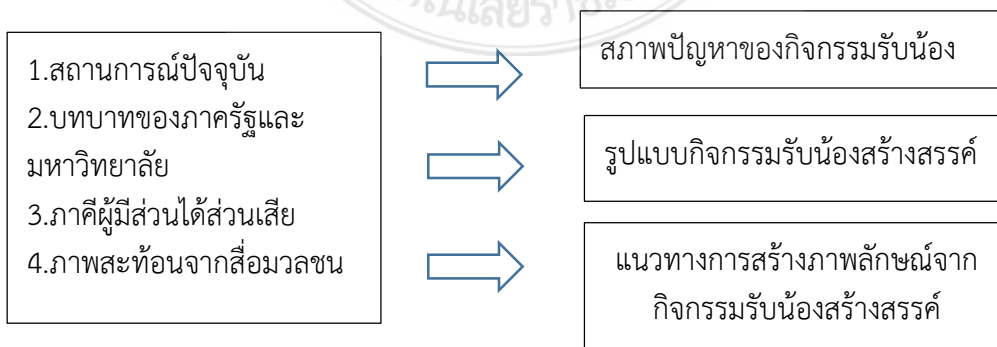 1.สถานการณ์ปัจจุบัน
2.บทบาทของภาครัฐและ
มหาวิทยาลัย
3.ภาคีผู้มีส่วนได้ส่วนเสีย
4.ภาพสะท้อนจากสื่อมวลชน
สภาพปัญหาของกิจกรรมรับน้อง
รูปแบบกิจกรรมรับน้องสร้างสรรค์
แนวทางการสร้างภาพลักษณ์จาก
กิจกรรมรับน้องสร้างสรรค์